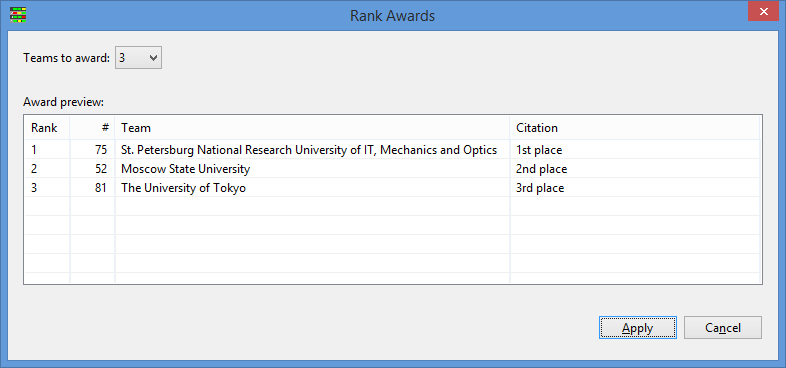 Rank Awards
Teams to award: 3
Award preview:
Rank # Team Citation
1 75 St. Petersburg National Research University of IT, Mechanics and Optics 1st place
2 52 Moscow State University 2nd place
3 81 The University of Tokyo 3rd place
Apply Cancel